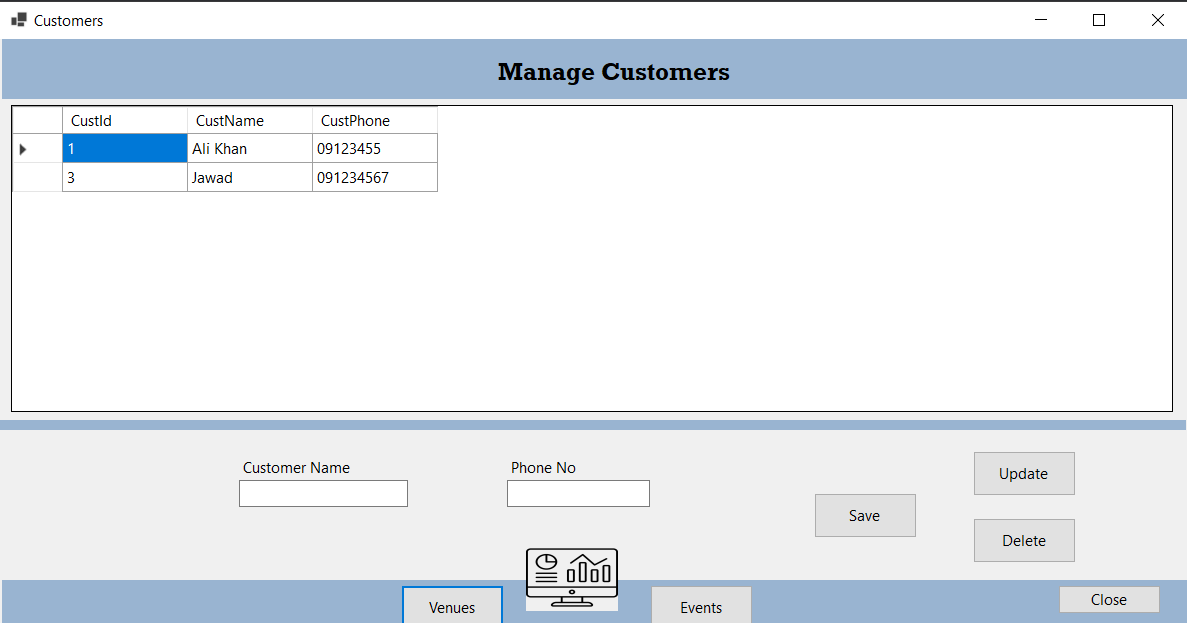 Customers
Manage Customers
CustId CustName CustPhone
1 Ali Khan 09123455
3 Jawad 091234567
Customer Name Phone No
Update
Save
Delete
Venues Events Close